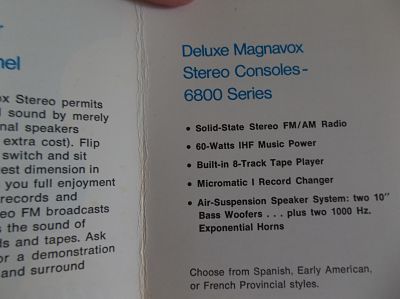 r
nel
ox Stereo permits
l sound by merely
nal speakers
extra cost). Flip
switch and sit
est dimension in
you full enjoyment
records and
eo FM broadcasts
s the sound of
ds and tapes. Ask
or a demonstration
and surround
Deluxe Magnavox
Stereo Consoles-
6800 Series
• Solid-State Stereo FM/AM Radio
• 60-Watts IHF Music Power
• Built-in 8-Track Tape Player
• Micromatic I Record Changer
• Air-Suspension Speaker System: two 10"
Bass Woofers . . . plus two 1000 Hz.
Exponential Horns
Choose from Spanish, Early American,
or French Provincial styles.